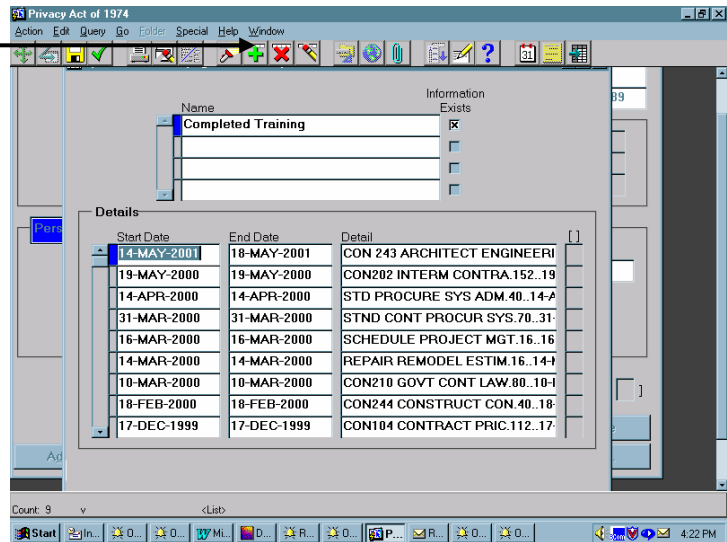 Privacy Act of 1974
Action Edit Query Go Folder Special Help Window
31
89
Information
Name Exists
Completed Training
Pers
Details
Start Date End Date Detail [ ]
14-MAY-2001 18-MAY-2001 CON 243 ARCHITECT ENGINEERI
19-MAY-2000 19-MAY-2000 CON202 INTERM CONTRA.152..19
14-APR-2000 14-APR-2000 STD PROCURE SYS ADM.40..14-A
31-MAR-2000 31-MAR-2000 STND CONT PROCUR SYS.70..31-
16-MAR-2000 16-MAR-2000 SCHEDULE PROJECT MGT.16..16
14-MAR-2000 14-MAR-2000 REPAIR REMODEL ESTIM.16..14-
10-MAR-2000 10-MAR-2000 CON210 GOVT CONT LAW.80..10-
]
18-FEB-2000 18-FEB-2000 CON244 CONSTRUCT CON.40..18-
17-DEC-1999 17-DEC-1999 CON104 CONTRACT PRIC.112..17-
Ad
Count: 9 v <List>
Start In... O... O... Mi... D... R... O... P... R... O... O... 4:22 PM